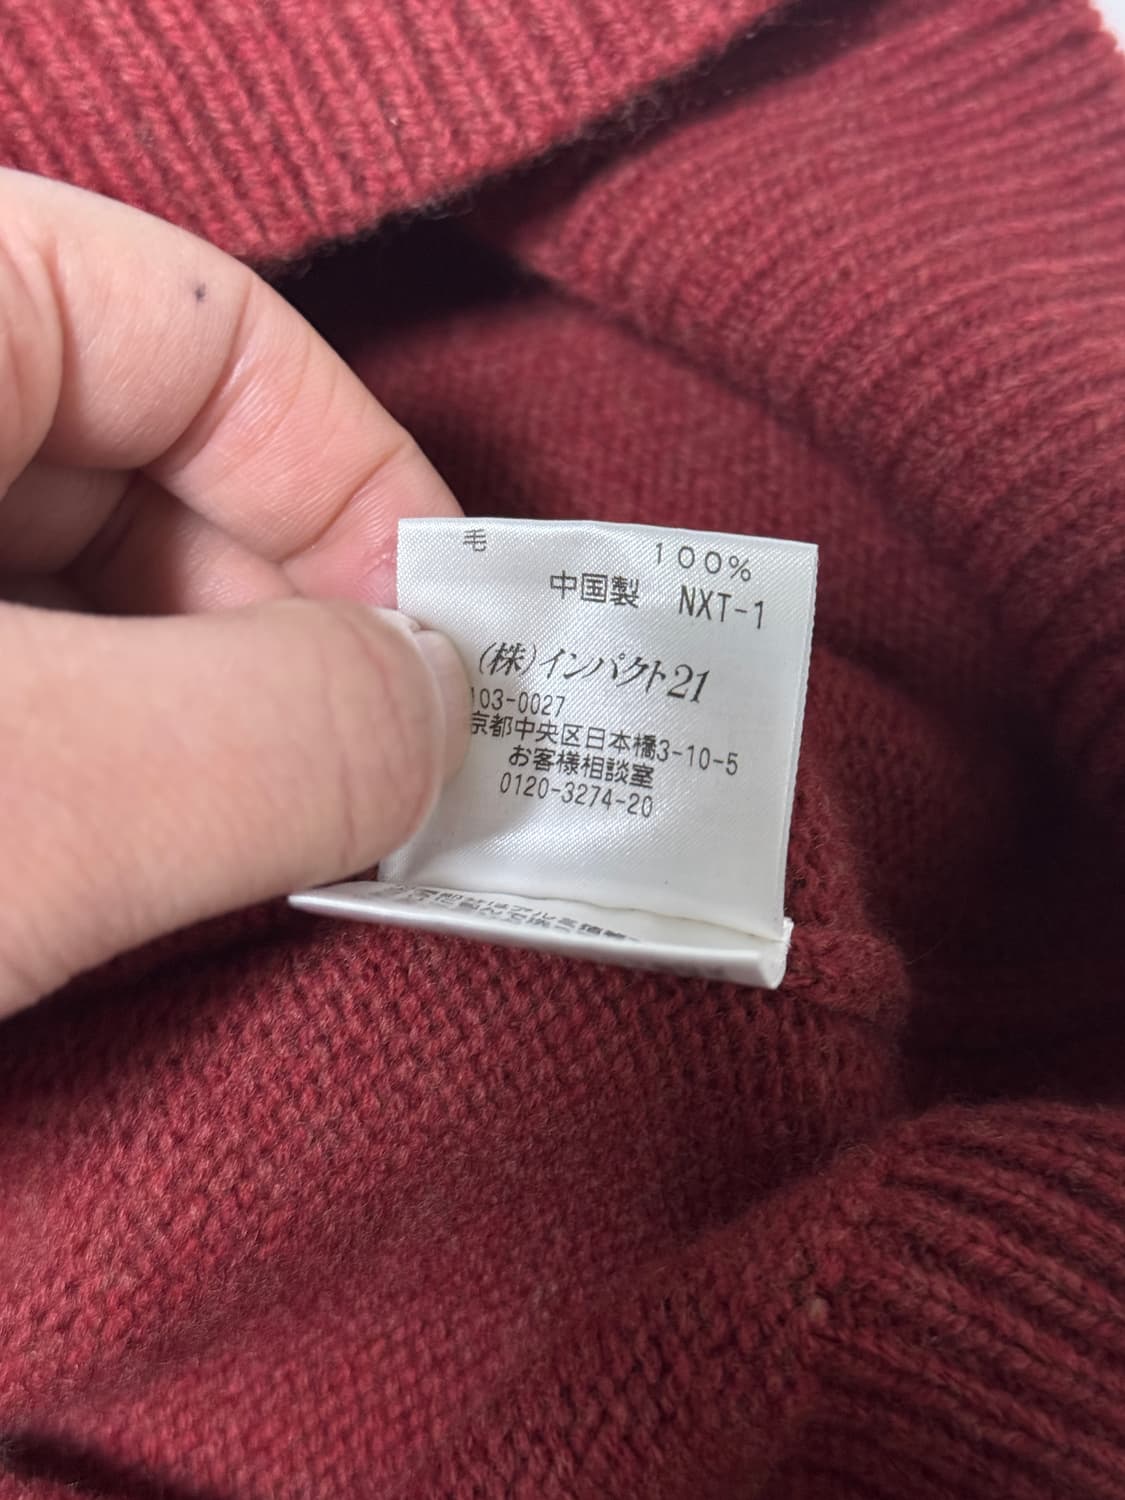 毛 100%
中国製 NXT-1
(株)インパクト21
103-0027
京都中央区日本橋3-10-5
お客様相談室
0120-3274-20